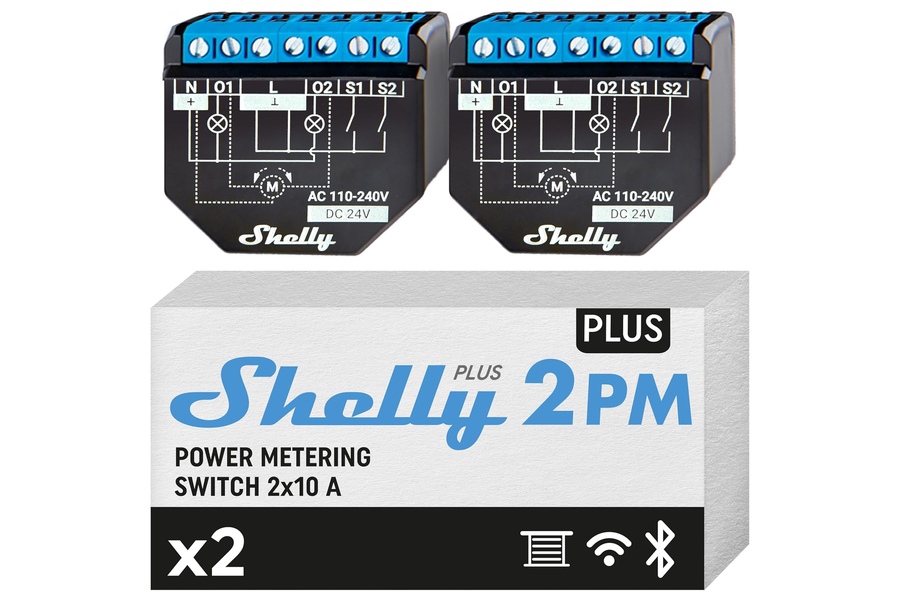 N O1 L O2 S1 S2
+ ⊥
M
AC 110-240V
DC 24V
Shelly
N O1 L O2 S1 S2
+ ⊥
M
AC 110-240V
DC 24V
Shelly
PLUS
Shelly PLUS 2PM
POWER METERING
SWITCH 2x10 A
x2